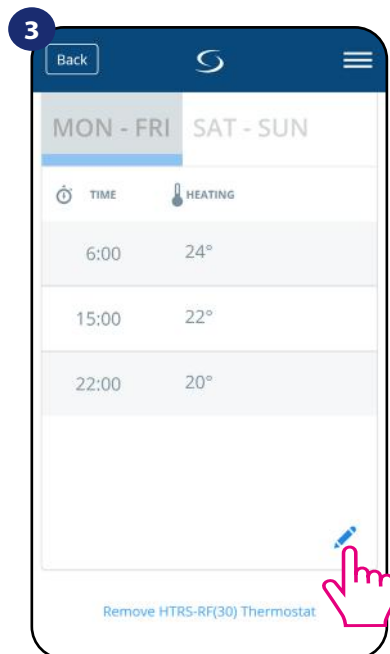 3
Back
MON - FRI SAT - SUN
TIME HEATING
6:00 24°
15:00 22°
22:00 20°
Remove HTRS-RF(30) Thermostat